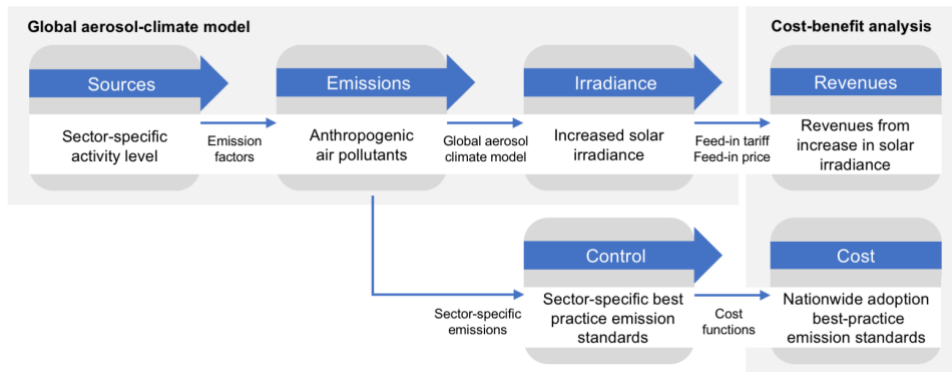 Global aerosol-climate model
Cost-benefit analysis
Sources
Emissions
Irradiance
Revenues
Sector-specific
activity level
Emission
factors
Anthropogenic
air pollutants
Global aerosol
climate model
Increased solar
irradiance
Feed-in tariff
Feed-in price
Revenues from
increase in solar
irradiance
Control
Cost
Sector-specific
emissions
Sector-specific best
practice emission
standards
Cost
functions
Nationwide adoption
best-practice
emission standards